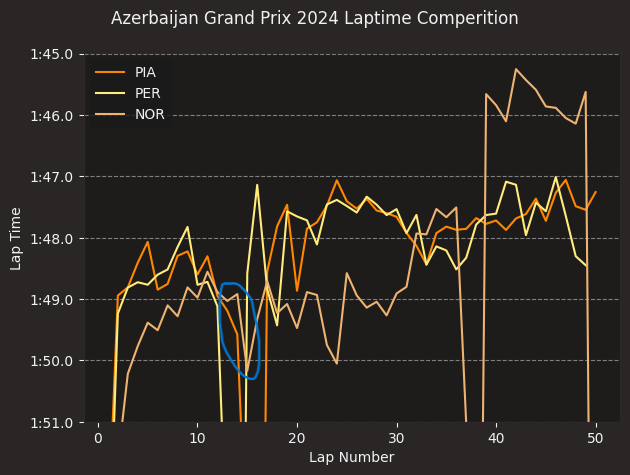 Azerbaijan Grand Prix 2024 Laptime Comperition
1:45.0
1:46.0
1:47.0
1:48.0
1:49.0
1:50.0
1:51.0
Lap Time
PIA
PER
NOR
0 10 20 30 40 50
Lap Number